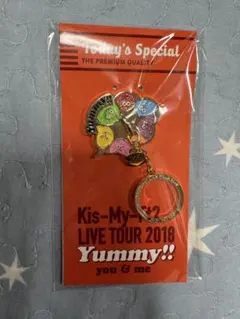 Today's Special
THE PREMIUM QUALITY
Kis-My-Ft2
LIVE TOUR 2018
Yummy!!
you & me